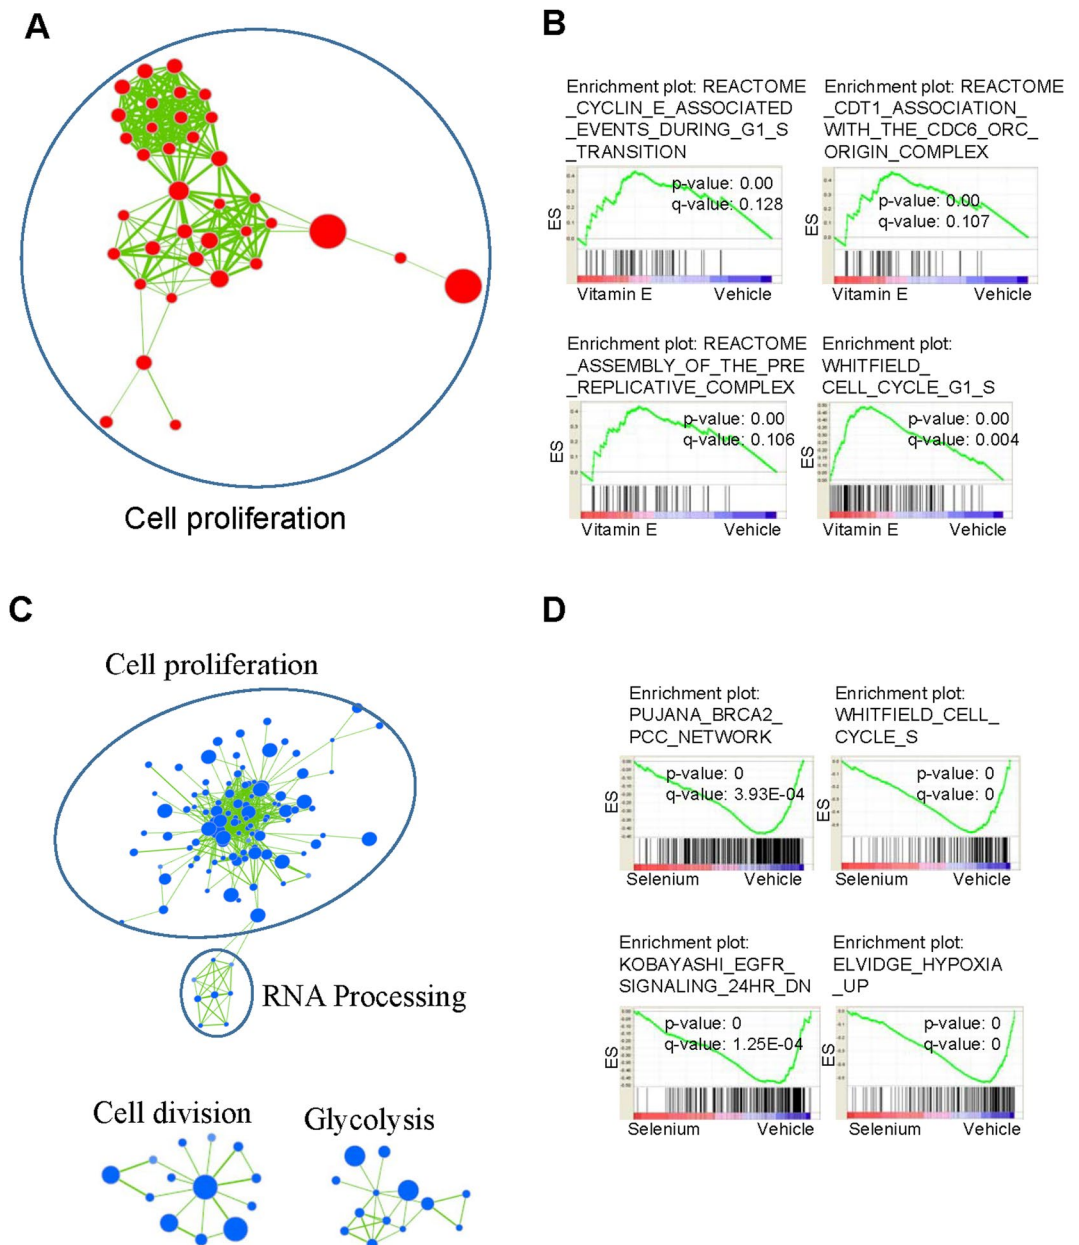 A
Cell proliferation
B
Enrichment plot: REACTOME
_CYCLIN_E_ASSOCIATED
_EVENTS_DURING_G1_S
_TRANSITION
p-value: 0.00
q-value: 0.128
ES
Vitamin E Vehicle
Enrichment plot: REACTOME
_CDT1_ASSOCIATION_
WITH_THE_CDC6_ORC_
ORIGIN_COMPLEX
p-value: 0.00
q-value: 0.107
ES
Vitamin E Vehicle
Enrichment plot: REACTOME
_ASSEMBLY_OF_THE_PRE
_REPLICATIVE_COMPLEX
p-value: 0.00
q-value: 0.106
ES
Vitamin E Vehicle
Enrichment plot:
WHITFIELD_
CELL_CYCLE_G1_S
p-value: 0.00
q-value: 0.004
ES
Vitamin E Vehicle
C
Cell proliferation
RNA Processing
Cell division
Glycolysis
D
Enrichment plot:
PUJANA_BRCA2_
PCC_NETWORK
p-value: 0
q-value: 3.93E-04
ES
Selenium Vehicle
Enrichment plot:
WHITFIELD_CELL_
CYCLE_S
p-value: 0
q-value: 0
ES
Selenium Vehicle
Enrichment plot:
KOBAYASHI_EGFR_
SIGNALING_24HR_DN
p-value: 0
q-value: 1.25E-04
ES
Selenium Vehicle
Enrichment plot:
ELVIDGE_HYPOXIA
_UP
p-value: 0
q-value: 0
ES
Selenium Vehicle